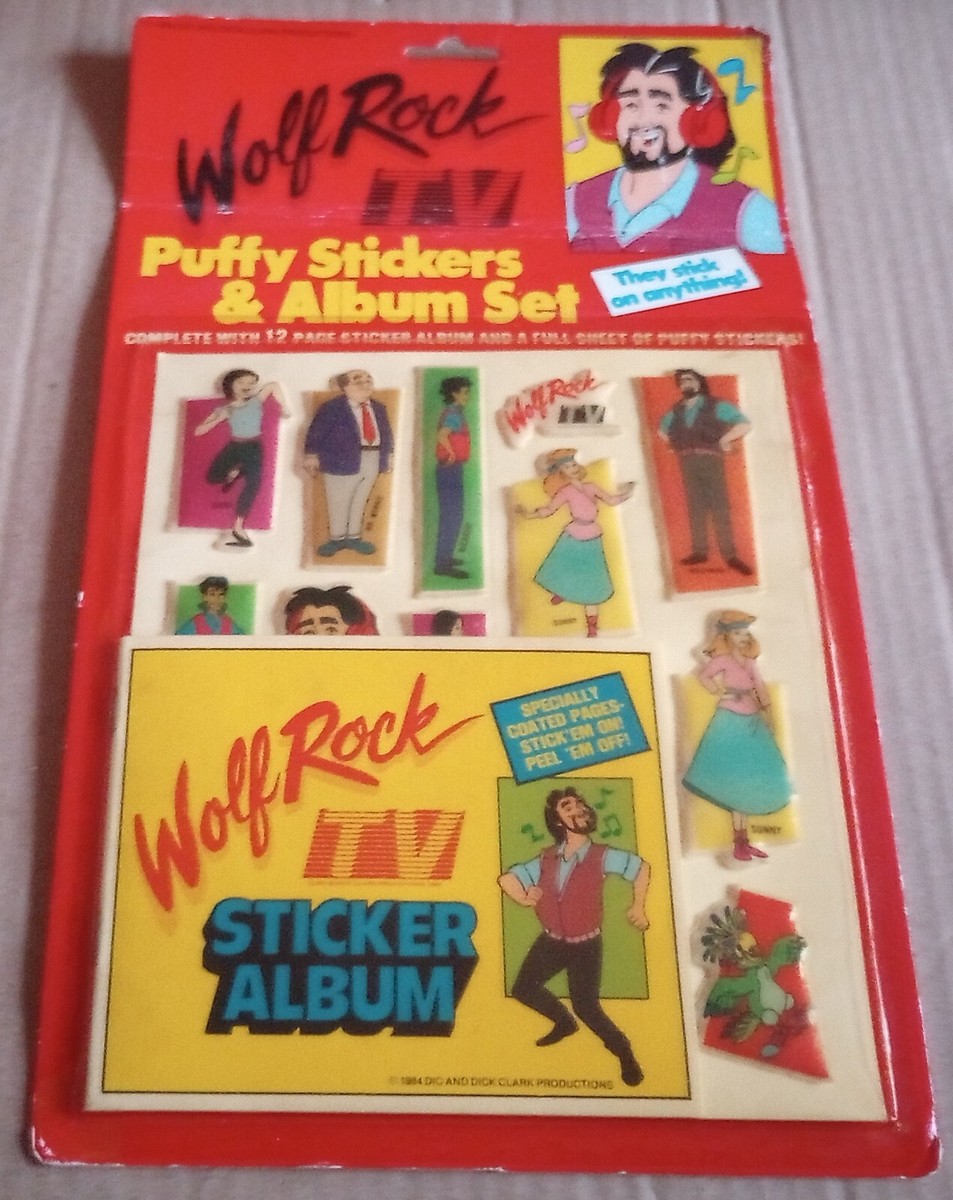 Wolf Rock
TV
Puffy Stickers
& Album Set
They stick
on anything!
COMPLETE WITH 12 PAGE STICKER ALBUM AND A FULL SHEET OF PUFFY STICKERS!
Wolf Rock
TV
SUNNY
SUNNY
Wolf Rock
TV
STICKER
ALBUM
SPECIALLY
COATED PAGES-
STICK 'EM ON!
PEEL 'EM OFF!
© 1984 DIC AND DICK CLARK PRODUCTIONS